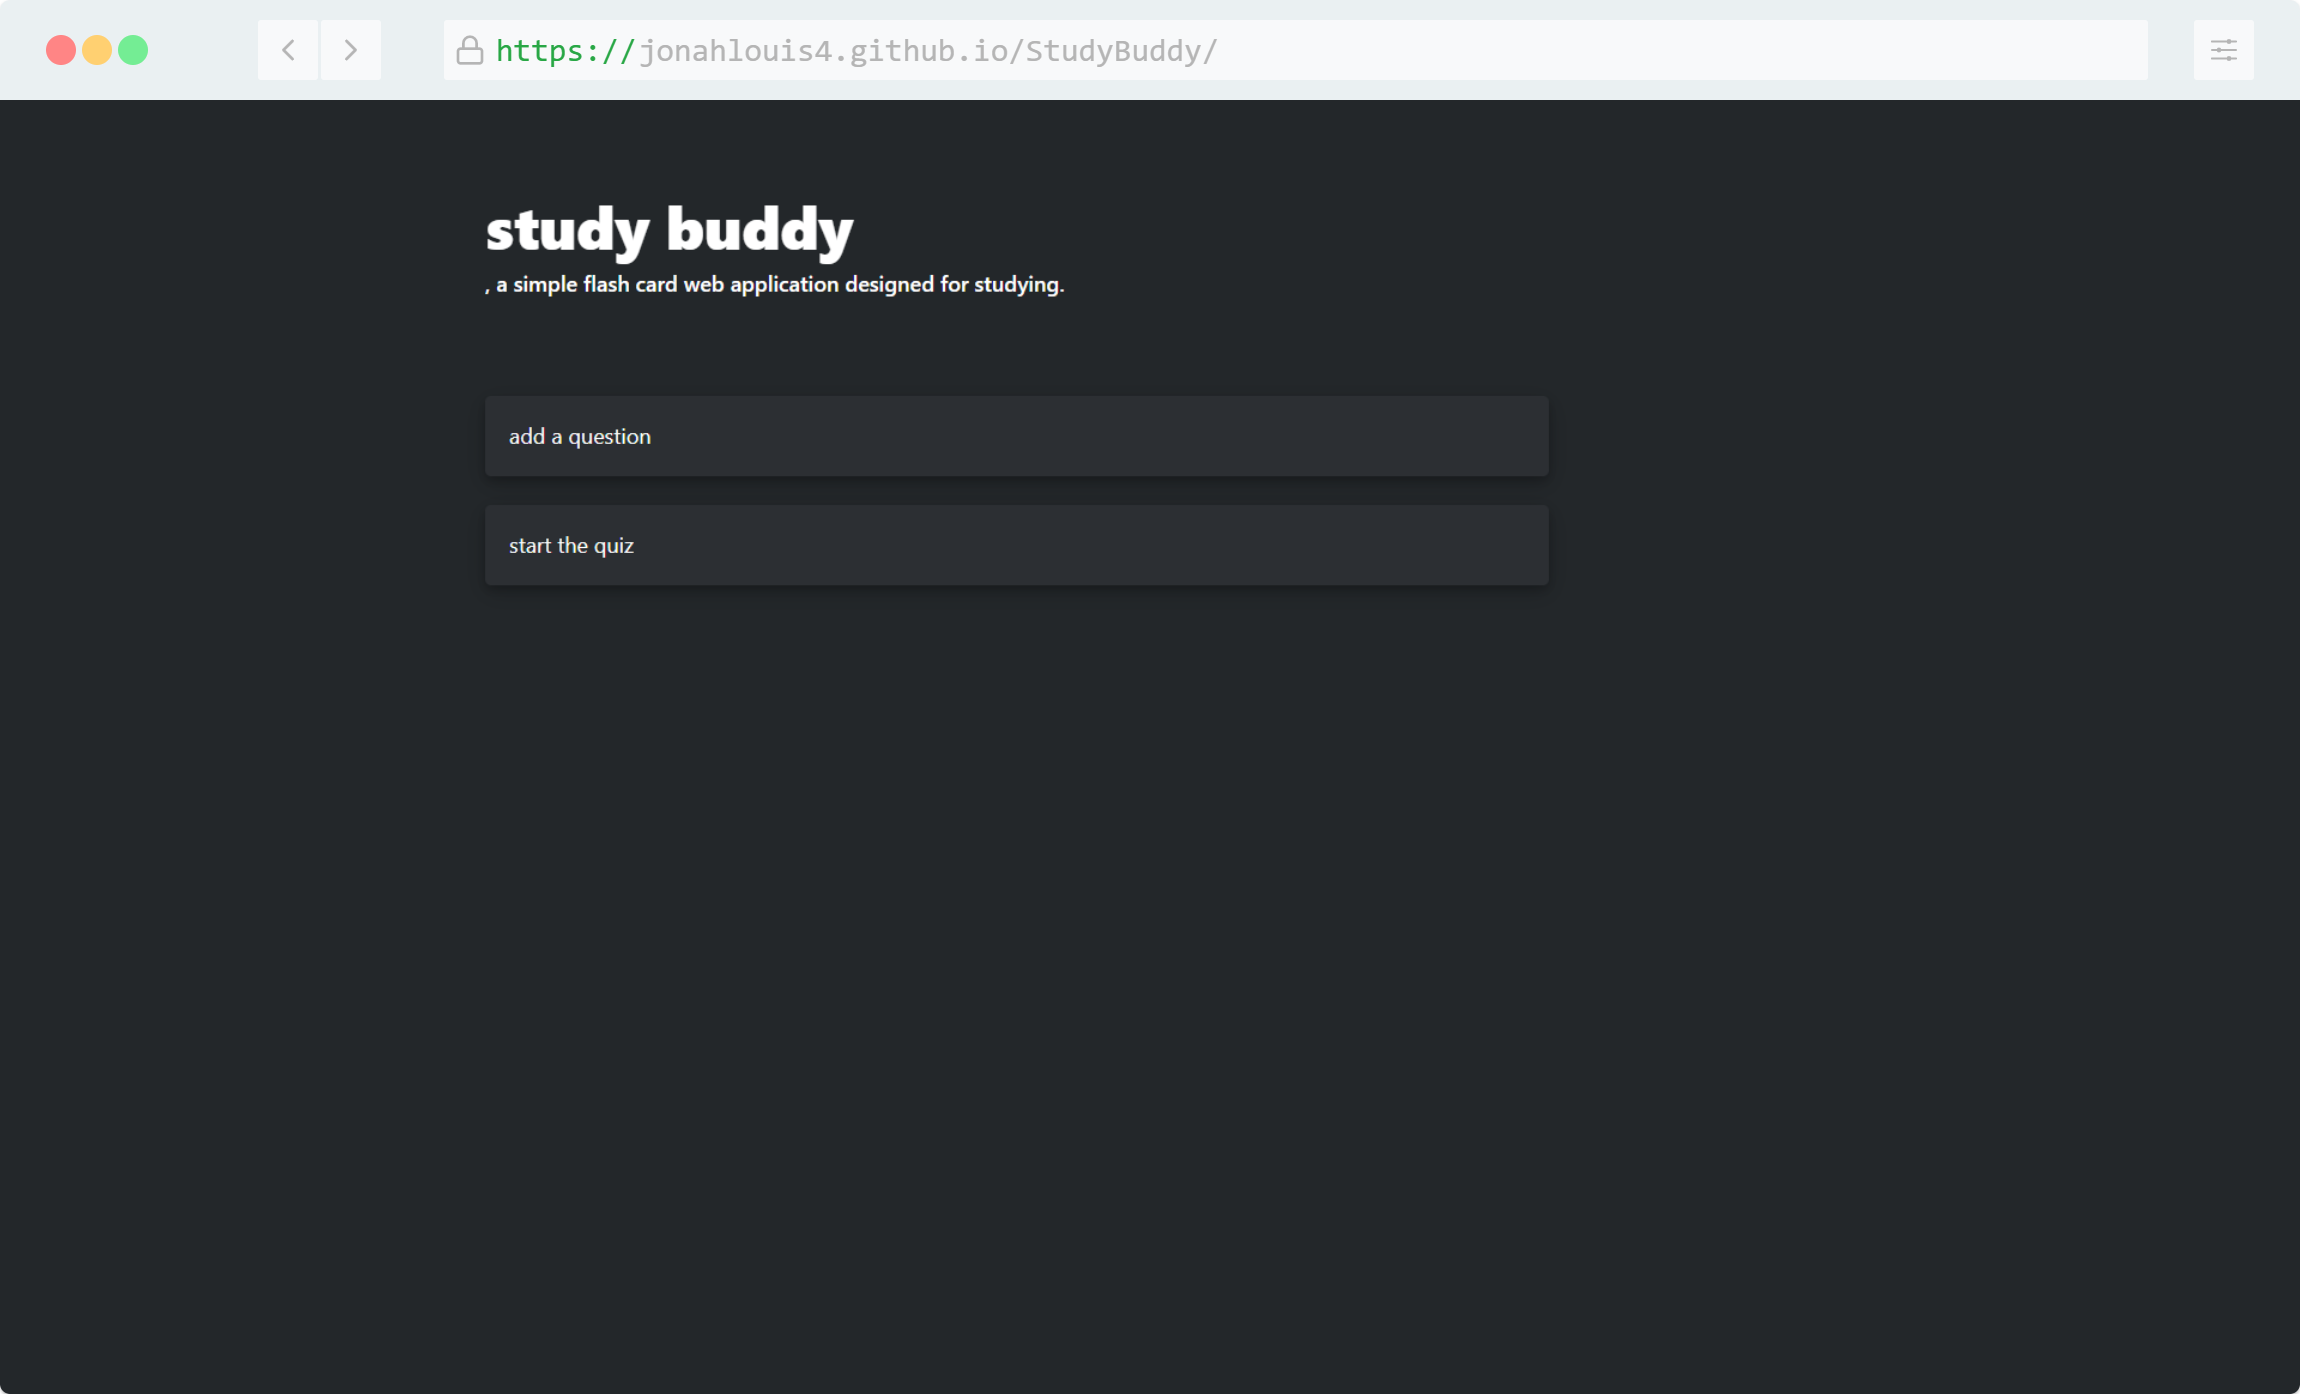 https://jonahlouis4.github.io/StudyBuddy/
study buddy
, a simple flash card web application designed for studying.
add a question
start the quiz